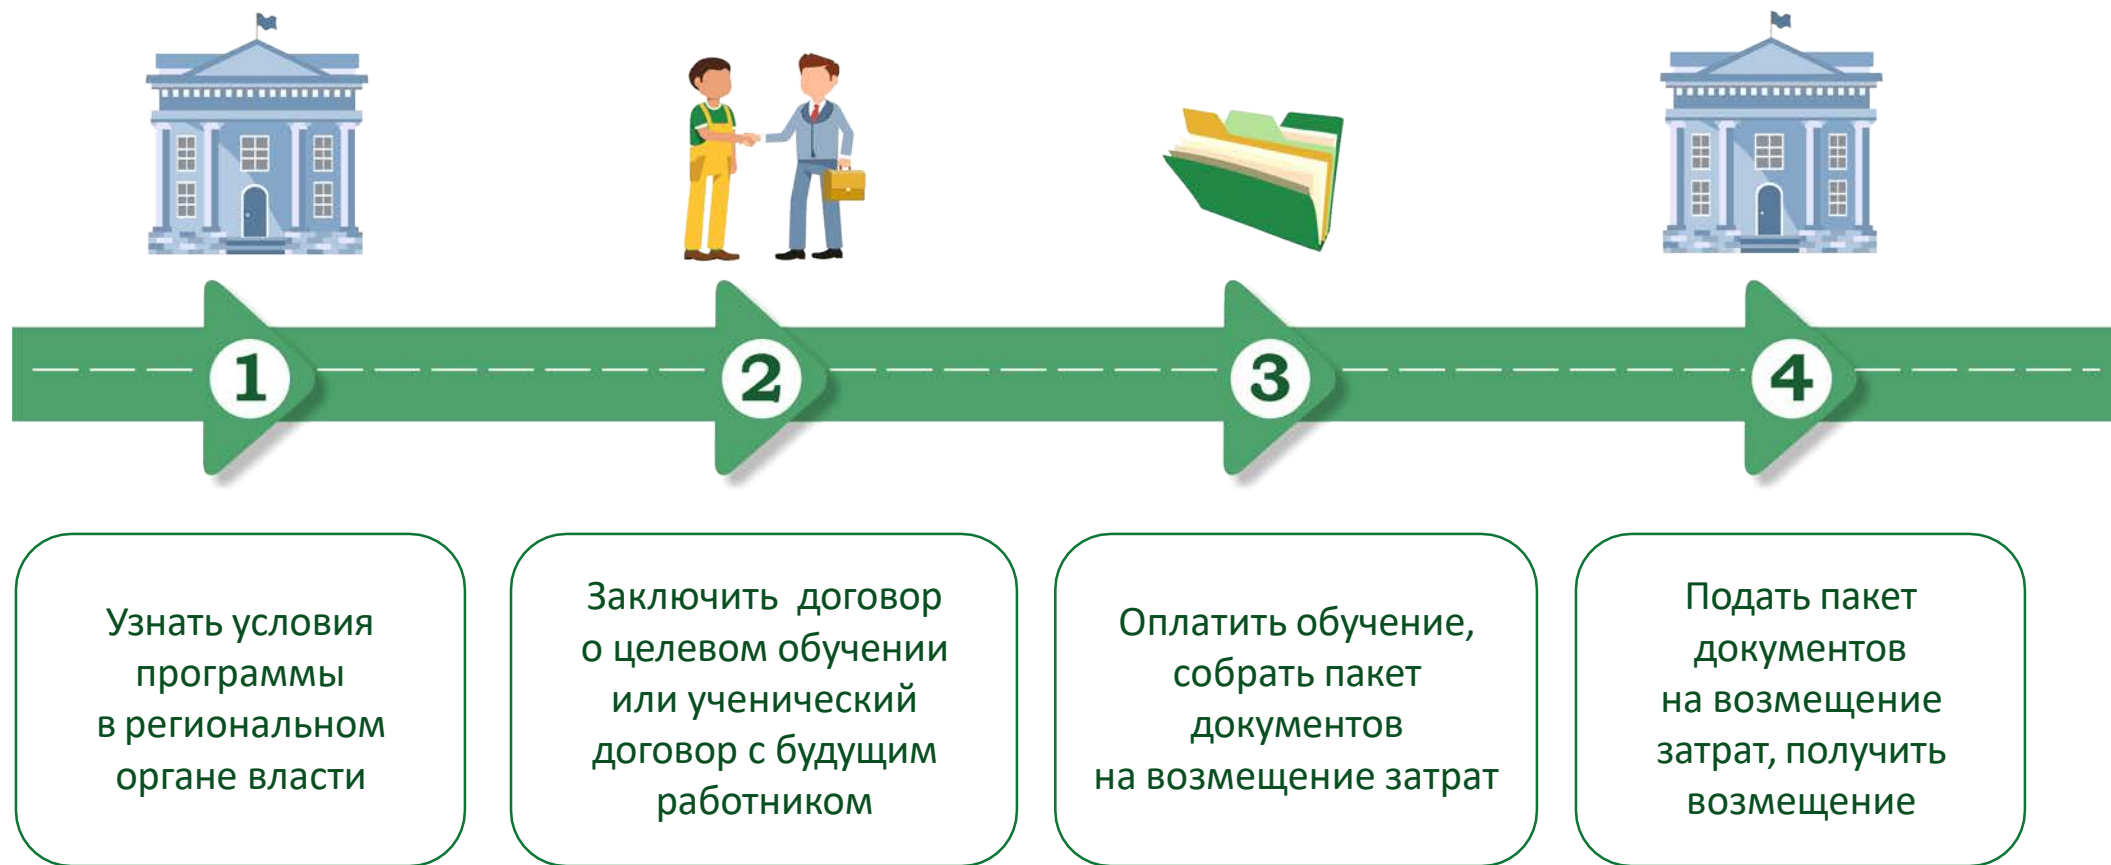 1
2
3
4
Узнать условия
программы
в региональном
органе власти
Заключить договор
о целевом обучении
или ученический
договор с будущим
работником
Оплатить обучение,
собрать пакет
документов
на возмещение затрат
Подать пакет
документов
на возмещение
затрат, получить
возмещение